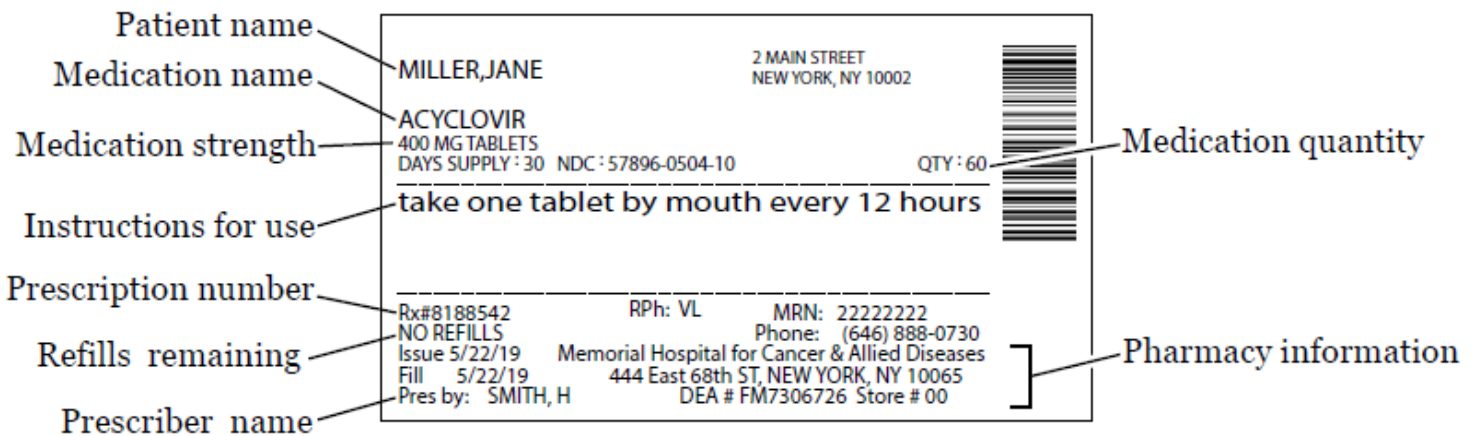 Patient name
MILLER,JANE
2 MAIN STREET
NEW YORK, NY 10002
Medication name
ACYCLOVIR
Medication strength
400 MG TABLETS
DAYS SUPPLY : 30 NDC : 57896-0504-10 QTY : 60
Medication quantity
Instructions for use
take one tablet by mouth every 12 hours
Prescription number
Rx#8188542 RPh: VL MRN: 22222222
Refills remaining
NO REFILLS Phone: (646) 888-0730
Issue 5/22/19 Memorial Hospital for Cancer & Allied Diseases
Fill 5/22/19 444 East 68th ST, NEW YORK, NY 10065
Pharmacy information
Prescriber name
Pres by: SMITH, H DEA # FM7306726 Store # 00